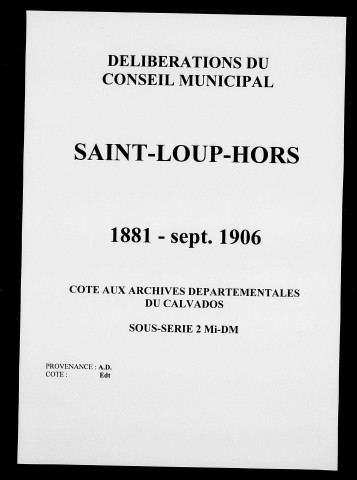 DELIBERATIONS DU
CONSEIL MUNICIPAL
SAINT-LOUP-HORS
1881 - sept. 1906
COTE AUX ARCHIVES DEPARTEMENTALES
DU CALVADOS
SOUS-SERIE 2 Mi-DM
PROVENANCE : A.D.
COTE : Edt